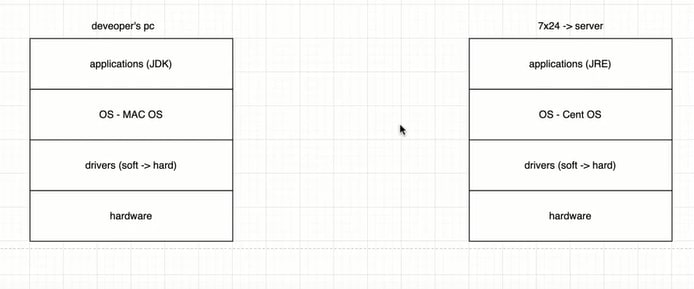 deveoper's pc
applications (JDK)
OS - MAC OS
drivers (soft -> hard)
hardware
7x24 -> server
applications (JRE)
OS - Cent OS
drivers (soft -> hard)
hardware